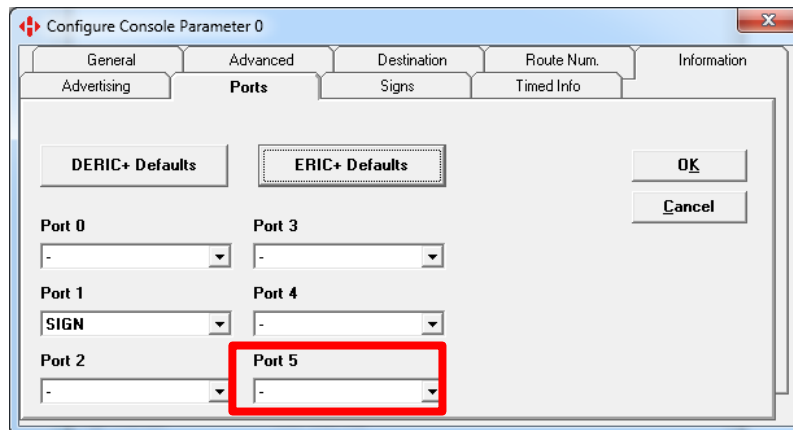 Configure Console Parameter 0
General Advanced Destination Route Num. Information
Advertising Ports Signs Timed Info
DERIC+ Defaults ERIC+ Defaults OK
Cancel
Port 0 Port 3
- -
Port 1 Port 4
SIGN -
Port 2 Port 5
- -